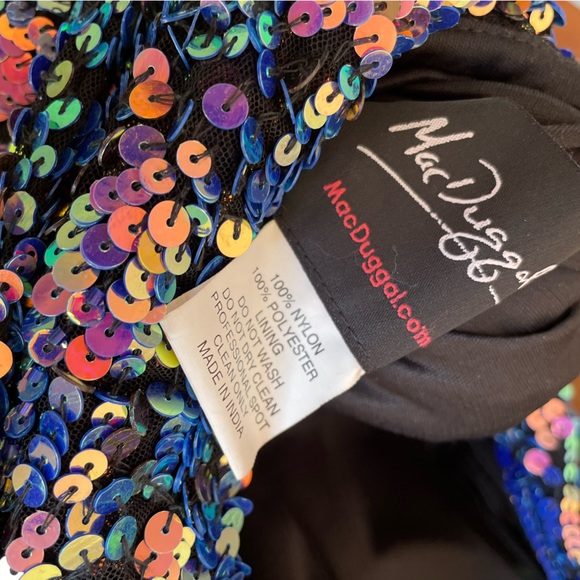 MacDuggal
MacDuggal.com
100% NYLON
100% POLYESTER
LINING
DO NOT WASH
DO NOT DRY CLEAN
PROFESSIONAL SPOT
CLEAN ONLY
MADE IN INDIA